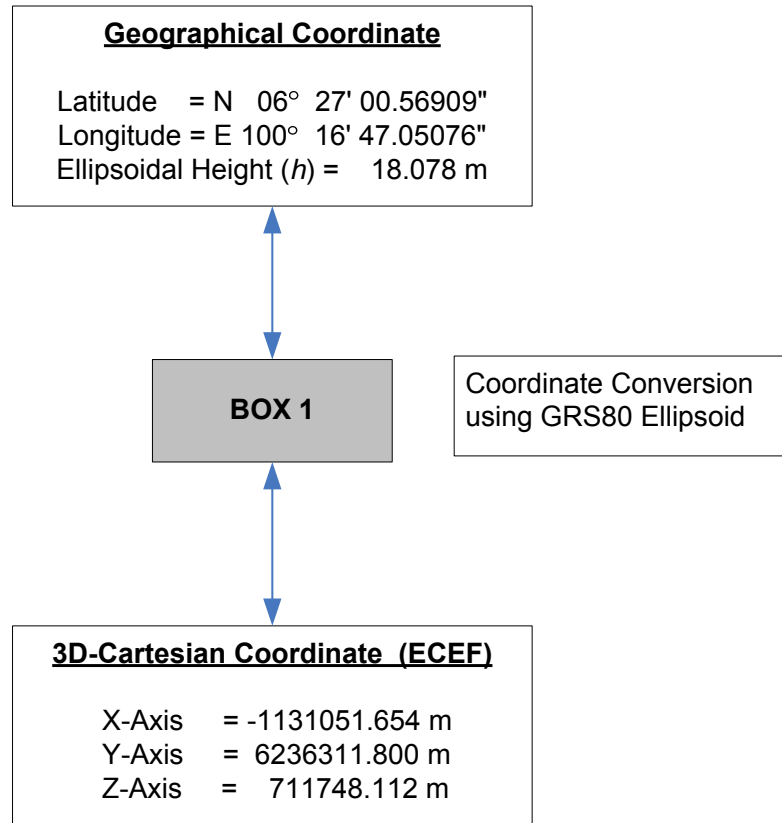 Geographical Coordinate
Latitude = N 06° 27' 00.56909"
Longitude = E 100° 16' 47.05076"
Ellipsoidal Height (h) = 18.078 m
BOX 1
Coordinate Conversion
using GRS80 Ellipsoid
3D-Cartesian Coordinate (ECEF)
X-Axis = -1131051.654 m
Y-Axis = 6236311.800 m
Z-Axis = 711748.112 m